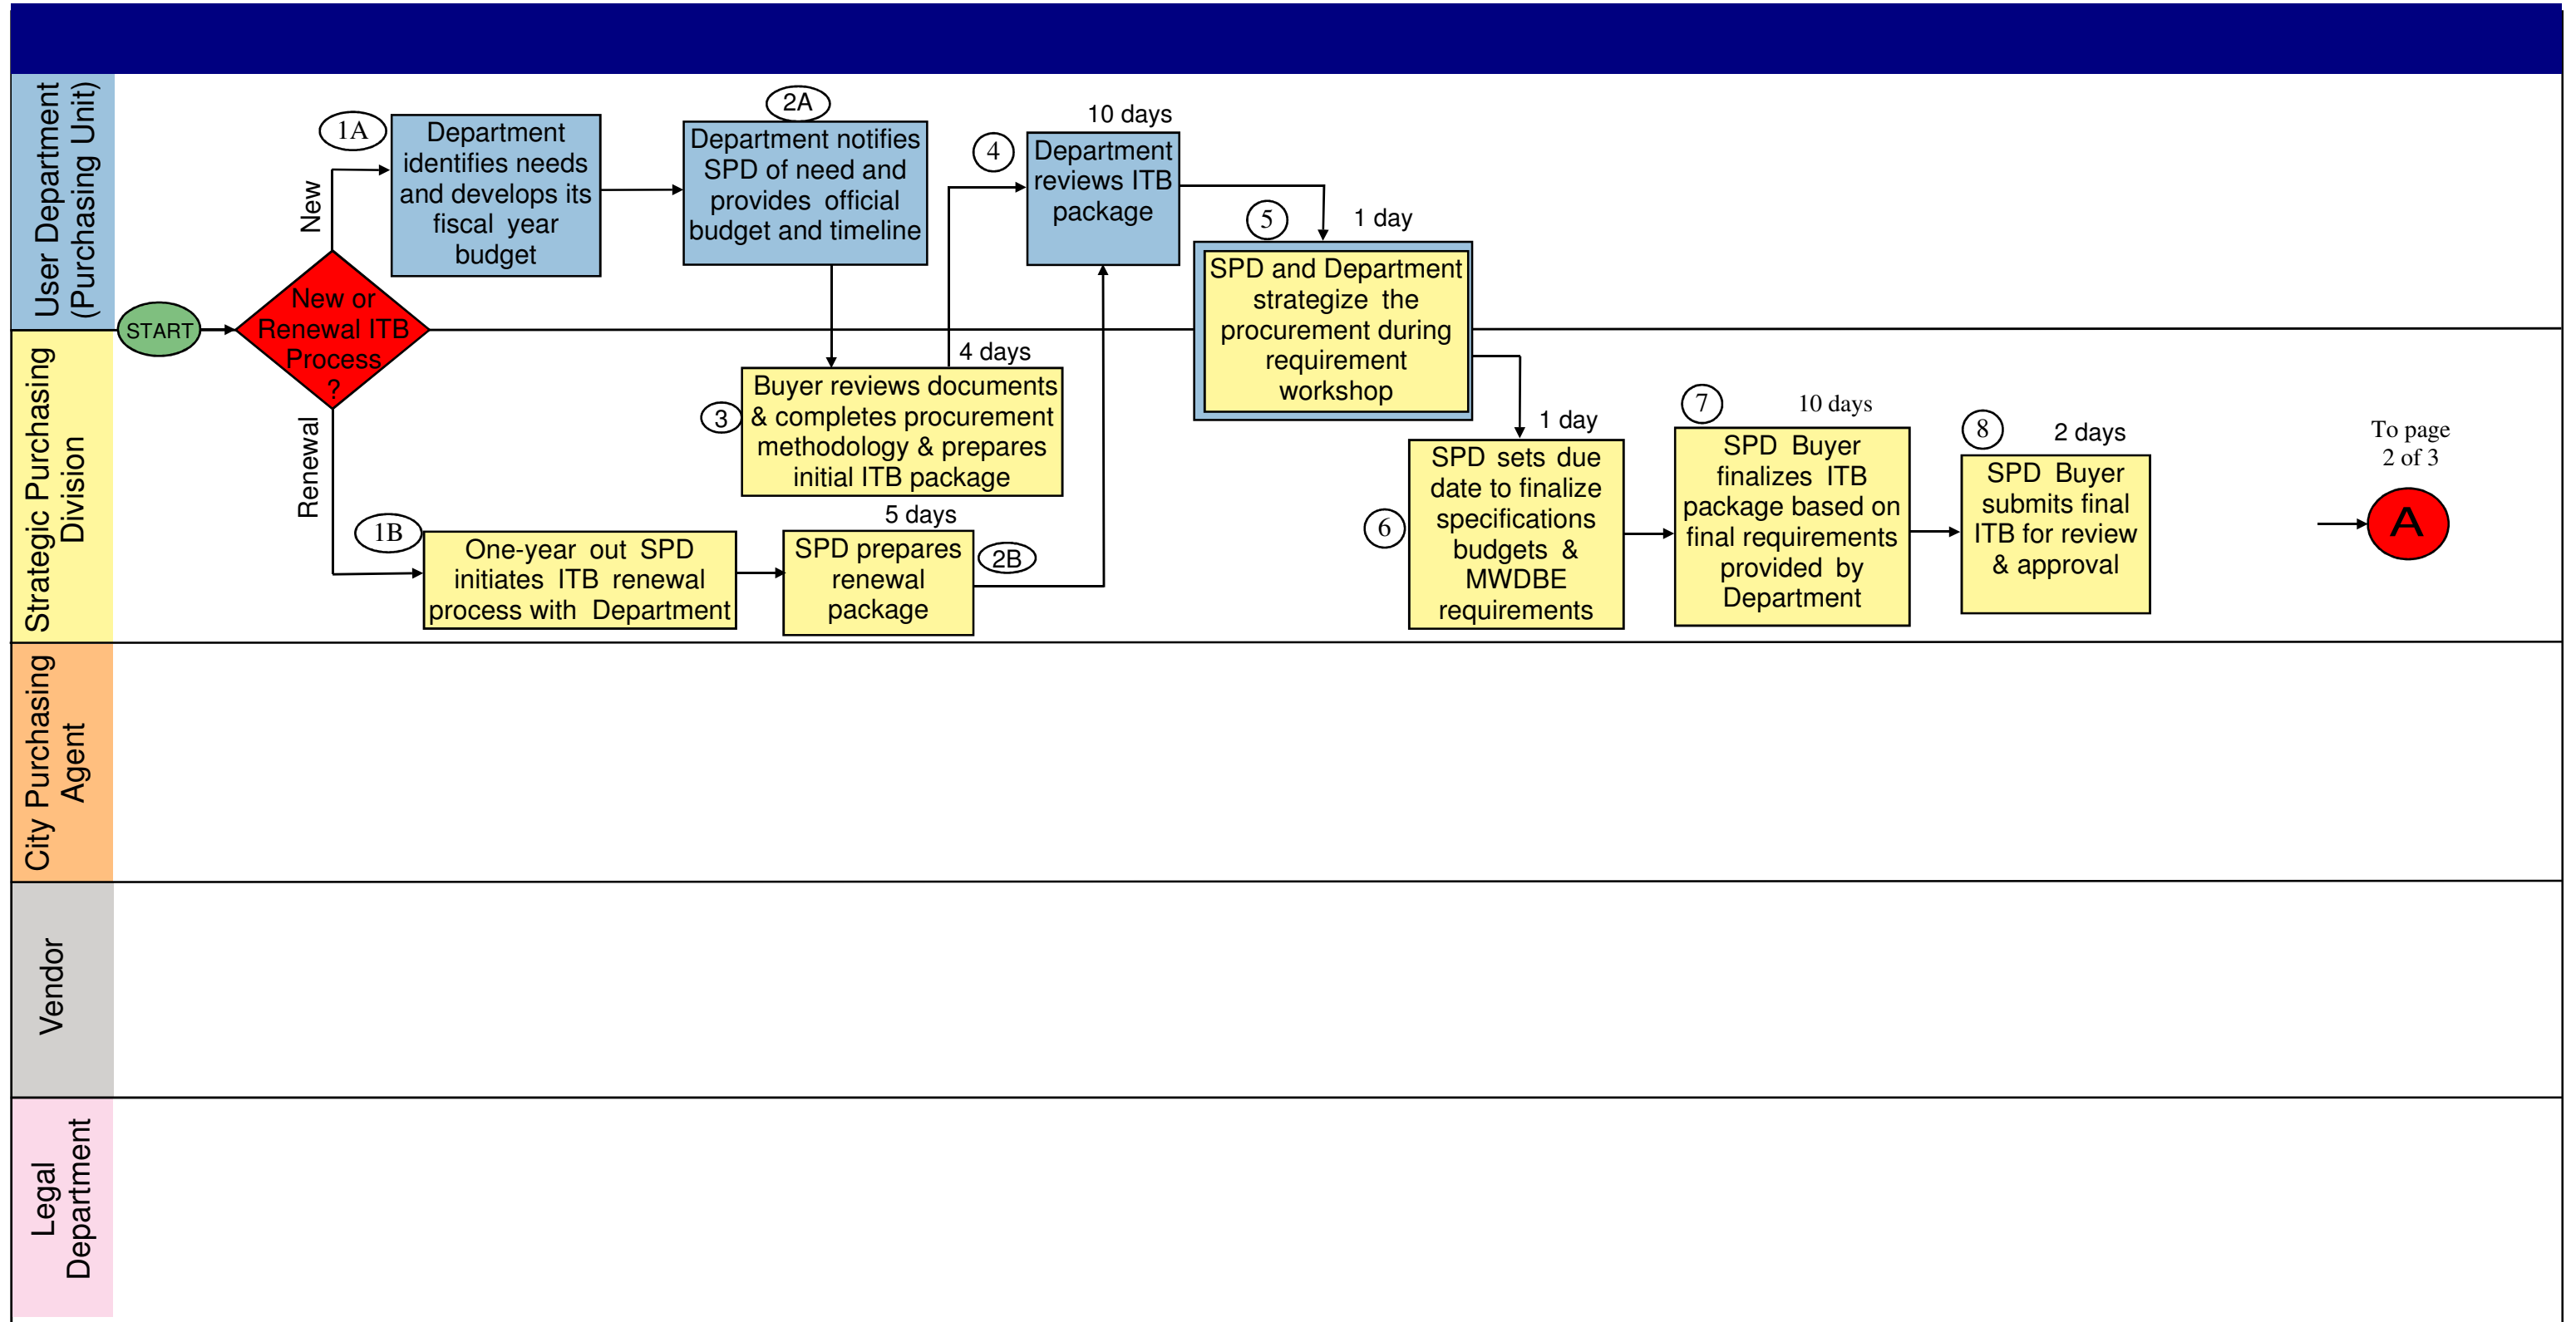 User Department
(Purchasing Unit)
Strategic Purchasing
Division
City Purchasing
Agent
Vendor
Legal
Department
START
New or
Renewal ITB
Process
?
New
Renewal
1A
Department
identifies needs
and develops its
fiscal year
budget
2A
Department notifies
SPD of need and
provides official
budget and timeline
3
4 days
Buyer reviews documents
& completes procurement
methodology & prepares
initial ITB package
1B
One-year out SPD
initiates ITB renewal
process with Department
5 days
SPD prepares
renewal
package
2B
4
10 days
Department
reviews ITB
package
5
1 day
SPD and Department
strategize the
procurement during
requirement
workshop
6
1 day
SPD sets due
date to finalize
specifications
budgets &
MWDBE
requirements
7
10 days
SPD Buyer
finalizes ITB
package based on
final requirements
provided by
Department
8
2 days
SPD Buyer
submits final
ITB for review
& approval
To page
2 of 3
A